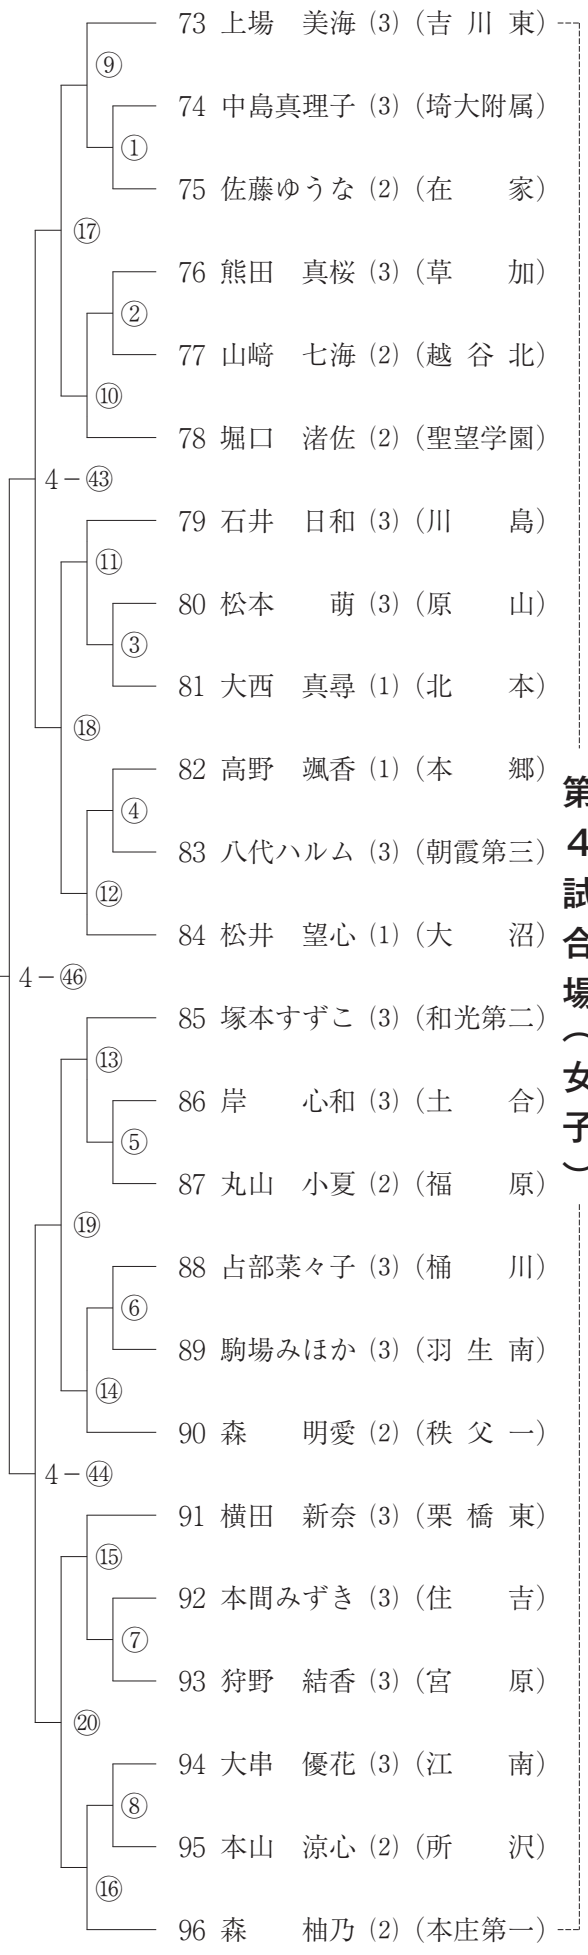 73 上場　美海 (3) (吉 川 東)
⑨
74 中島真理子 (3) (埼大附属)
①
75 佐藤ゆうな (2) (在　　家)
⑰
76 熊田　真桜 (3) (草　　加)
②
77 山﨑　七海 (2) (越 谷 北)
⑩
78 堀口　渚佐 (2) (聖望学園)
4－㊸
79 石井　日和 (3) (川　　島)
⑪
80 松本　　萌 (3) (原　　山)
③
81 大西　真尋 (1) (北　　本)
⑱
82 高野　颯香 (1) (本　　郷)
④
83 八代ハルム (3) (朝霞第三)
⑫
84 松井　望心 (1) (大　　沼)
4－㊻
85 塚本すずこ (3) (和光第二)
⑬
86 岸　　心和 (3) (土　　合)
⑤
87 丸山　小夏 (2) (福　　原)
⑲
88 占部菜々子 (3) (桶　　川)
⑥
89 駒場みほか (3) (羽 生 南)
⑭
90 森　　明愛 (2) (秩 父 一)
4－㊹
91 横田　新奈 (3) (栗 橋 東)
⑮
92 本間みずき (3) (住　　吉)
⑦
93 狩野　結香 (3) (宮　　原)
⑳
94 大串　優花 (3) (江　　南)
⑧
95 本山　涼心 (2) (所　　沢)
⑯
96 森　　柚乃 (2) (本庄第一)
第４試合場（女子）